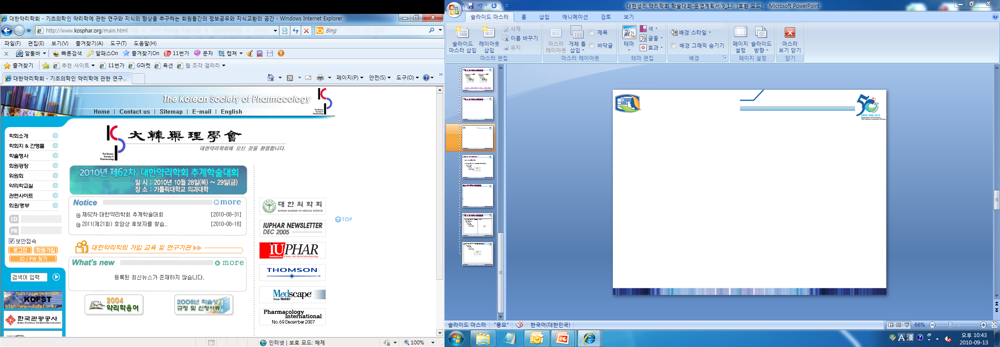 대한약리학회 - 기초의학인 약리학에 관한 연구와 지식의 향상을 추구하는 회원들간의 정보공유와 지식교환의 공간 - Windows Internet Explorer
http://www.kosphar.org/main.html
Bing
파일(F) 편집(E) 보기(V) 즐겨찾기(A) 도구(T) 도움말(H)
x 알툴바 빠른검색 알패스On 즐겨찾기On 11번가 문자 캡쳐
즐겨찾기 추천 사이트 11번가 G마켓 옥션 웹 조각 갤러리
대한약리학회 - 기초의학인 약리학에 관한 연구...
페이지(P) 안전(S) 도구(O)
The Korean Society of Pharmacology
Home | Contact us | Sitemap | E-mail | English
The Korean
Society of
Pharmacology
大韓藥理學會
대한약리학회에 오신 것을 환영합니다.
The Korean
Society of
Pharmacology
학회소개
학회지 & 간행물
학술행사
회원광장
위원회
약리학교실
관련사이트
회원명부
ID
PW
보안접속
로그인 회원가입
ID / PW 찾기
검색어 입력
KOFST
http://www.kofst.or.kr
한국관광공사
KOREA NATIONAL TOURISM ORGANIZATION
2010년 제62차 대한약리학회 추계학술대회
일 시 : 2010년 10월 28일(목) ~ 29일(금)
장 소 : 가톨릭대학교 의과대학
Notice more
제62차 대한약리학회 추계학술대회 [2010-08-31]
2011(제21회) 호암상 후보자를 찾습.. [2010-08-18]
대한약리학회 가입 교육 및 연구기관
What's new more
등록된 최신뉴스가 존재하지 않습니다.
2004
약리학용어
2008년 학술상
규정 및 신청서류
대한의학회
KOREAN ACADEMY OF MEDICAL SCIENCES
IUPHAR NEWSLETTER
DEC 2005
IUPHAR
international union of basic and clinical pharmacology
THOMSON
TM
Medscape
from WebMD
Pharmacology
International
No. 69 December 2007
TOP
인터넷 | 보호 모드: 해제
100%
대한생리,약리학회 학술대회-운영계획서(9_13) [호환 모드] - Microsoft PowerPoint
슬라이드 마스터 홈 삽입 애니메이션 검토 보기
슬라이드
마스터 삽입
레이아웃
삽입
삭제
이름 바꾸기
유지
마스터 편집
마스터
레이아웃
개체 틀
삽입
제목
바닥글
마스터 레이아웃
가가
테마
색
가 글꼴
효과
테마 편집
배경 스타일
배경 그래픽 숨기기
배경
페이지
설정
슬라이드
방향
페이지 설정
마스터
보기 닫기
닫기
50th
SINCE 1960-2010
Department of Psychiatry,
The Catholic University of Korea
슬라이드 마스터 "풍요" 한국어(대한민국)
66%
A 漢
오후 10:43
2010-09-13